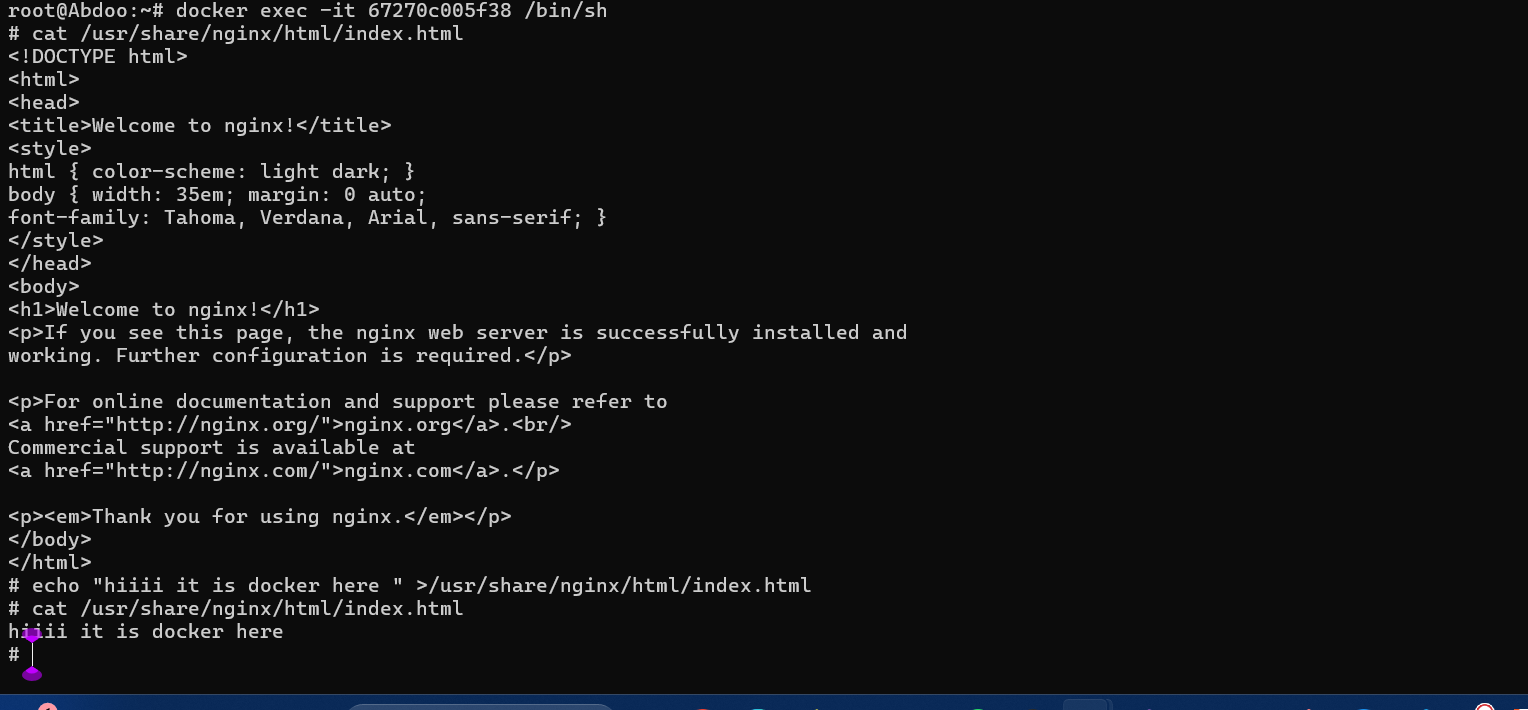 root@Abdoo:~# docker exec -it 67270c005f38 /bin/sh
# cat /usr/share/nginx/html/index.html
<!DOCTYPE html>
<html>
<head>
<title>Welcome to nginx!</title>
<style>
html { color-scheme: light dark; }
body { width: 35em; margin: 0 auto;
font-family: Tahoma, Verdana, Arial, sans-serif; }
</style>
</head>
<body>
<h1>Welcome to nginx!</h1>
<p>If you see this page, the nginx web server is successfully installed and
working. Further configuration is required.</p>

<p>For online documentation and support please refer to
<a href="http://nginx.org/">nginx.org</a>.<br/>
Commercial support is available at
<a href="http://nginx.com/">nginx.com</a>.</p>

<p><em>Thank you for using nginx.</em></p>
</body>
</html>
# echo "hiiii it is docker here " >/usr/share/nginx/html/index.html
# cat /usr/share/nginx/html/index.html
hiiii it is docker here
#